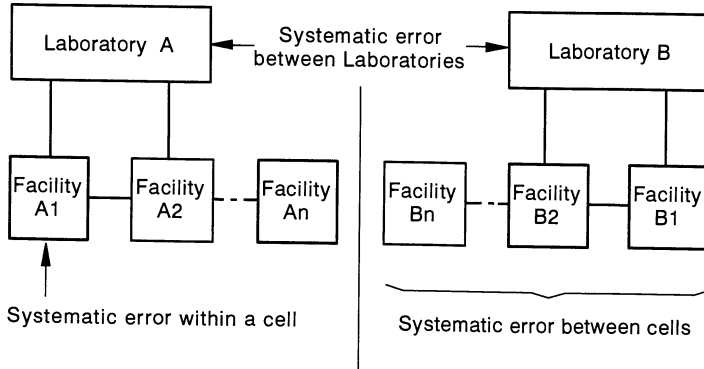 Laboratory A
Systematic error
between Laboratories
Laboratory B
Facility
A1
Facility
A2
Facility
An
Facility
Bn
Facility
B2
Facility
B1
Systematic error within a cell
Systematic error between cells